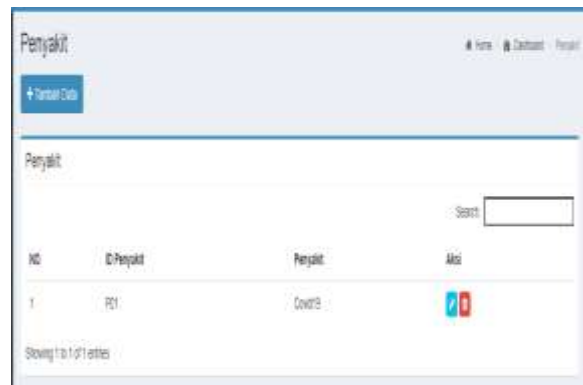 Penyakit
Home Dashboard Penyakit
+ Tambah Data
Penyakit
Search:
NO ID Penyakit Penyakit Aksi
1 P01 Covid19
Showing 1 to 1 of 1 entries